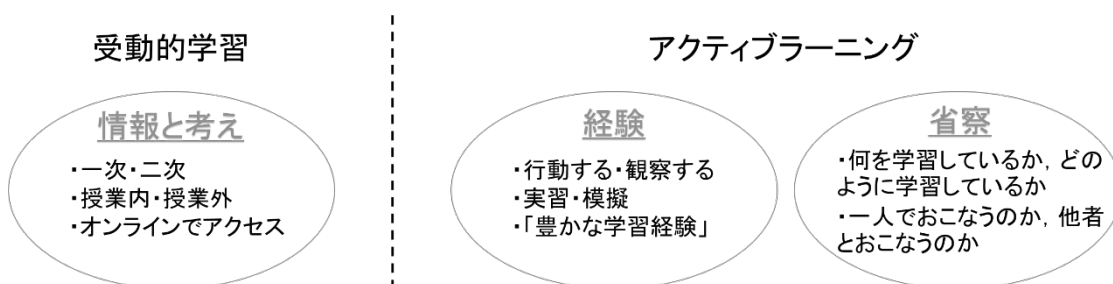 受動的学習
アクティブラーニング
情報と考え
・一次・二次
・授業内・授業外
・オンラインでアクセス
経験
・行動する・観察する
・実習・模擬
・「豊かな学習経験」
省察
・何を学習しているか，どの
ように学習しているか
・一人でおこなうのか，他者
とおこなうのか